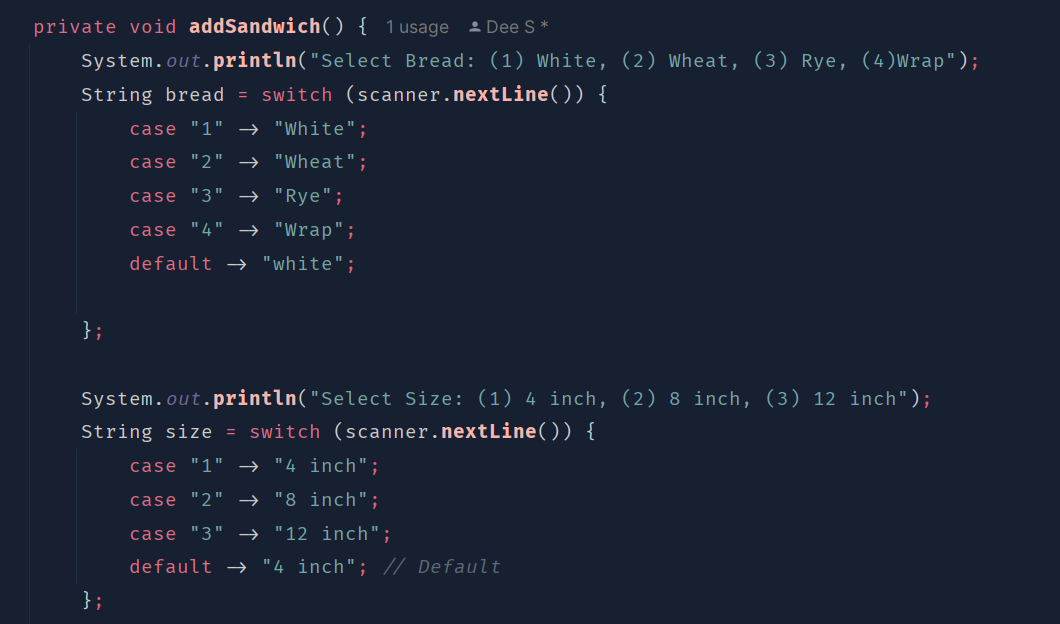 private void addSandwich() { 1 usage Dee S *
System.out.println("Select Bread: (1) White, (2) Wheat, (3) Rye, (4)Wrap");
String bread = switch (scanner.nextLine()) {
case "1" -> "White";
case "2" -> "Wheat";
case "3" -> "Rye";
case "4" -> "Wrap";
default -> "white";
};
System.out.println("Select Size: (1) 4 inch, (2) 8 inch, (3) 12 inch");
String size = switch (scanner.nextLine()) {
case "1" -> "4 inch";
case "2" -> "8 inch";
case "3" -> "12 inch";
default -> "4 inch"; // Default
};